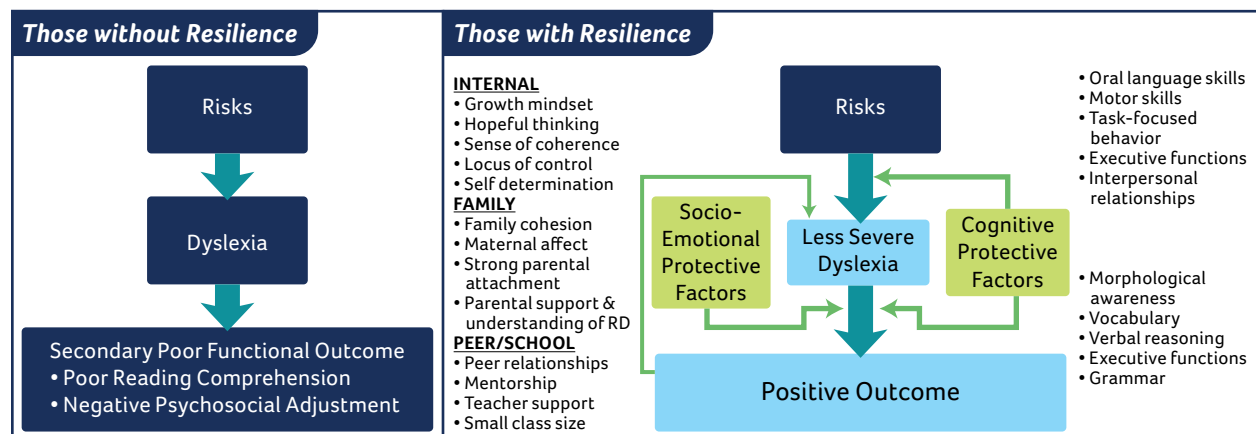 Those without Resilience
Risks
Dyslexia
Secondary Poor Functional Outcome
• Poor Reading Comprehension
• Negative Psychosocial Adjustment
Those with Resilience
INTERNAL
• Growth mindset
• Hopeful thinking
• Sense of coherence
• Locus of control
• Self determination
FAMILY
• Family cohesion
• Maternal affect
• Strong parental
attachment
• Parental support &
understanding of RD
PEER/SCHOOL
• Peer relationships
• Mentorship
• Teacher support
• Small class size
Risks
Socio-
Emotional
Protective
Factors
Less Severe
Dyslexia
Cognitive
Protective
Factors
Positive Outcome
• Oral language skills
• Motor skills
• Task-focused
behavior
• Executive functions
• Interpersonal
relationships
• Morphological
awareness
• Vocabulary
• Verbal reasoning
• Executive functions
• Grammar